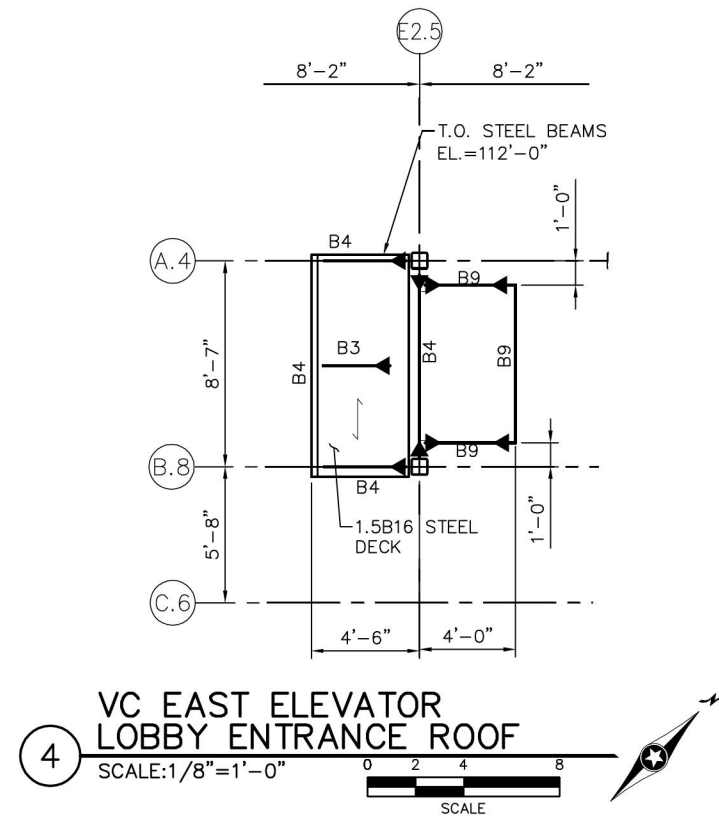 E2.5
8'-2" 8'-2"
T.O. STEEL BEAMS
EL.=112'-0"
1'-0"
B4
A.4
B9
8'-7"
B3
B4
B4
B9
B9
B.8
B4
1'-0"
1.5B16 STEEL
DECK
5'-8"
C.6
4'-6" 4'-0"
4
VC EAST ELEVATOR
LOBBY ENTRANCE ROOF
SCALE:1/8"=1'-0"
0 2 4 8
SCALE
N